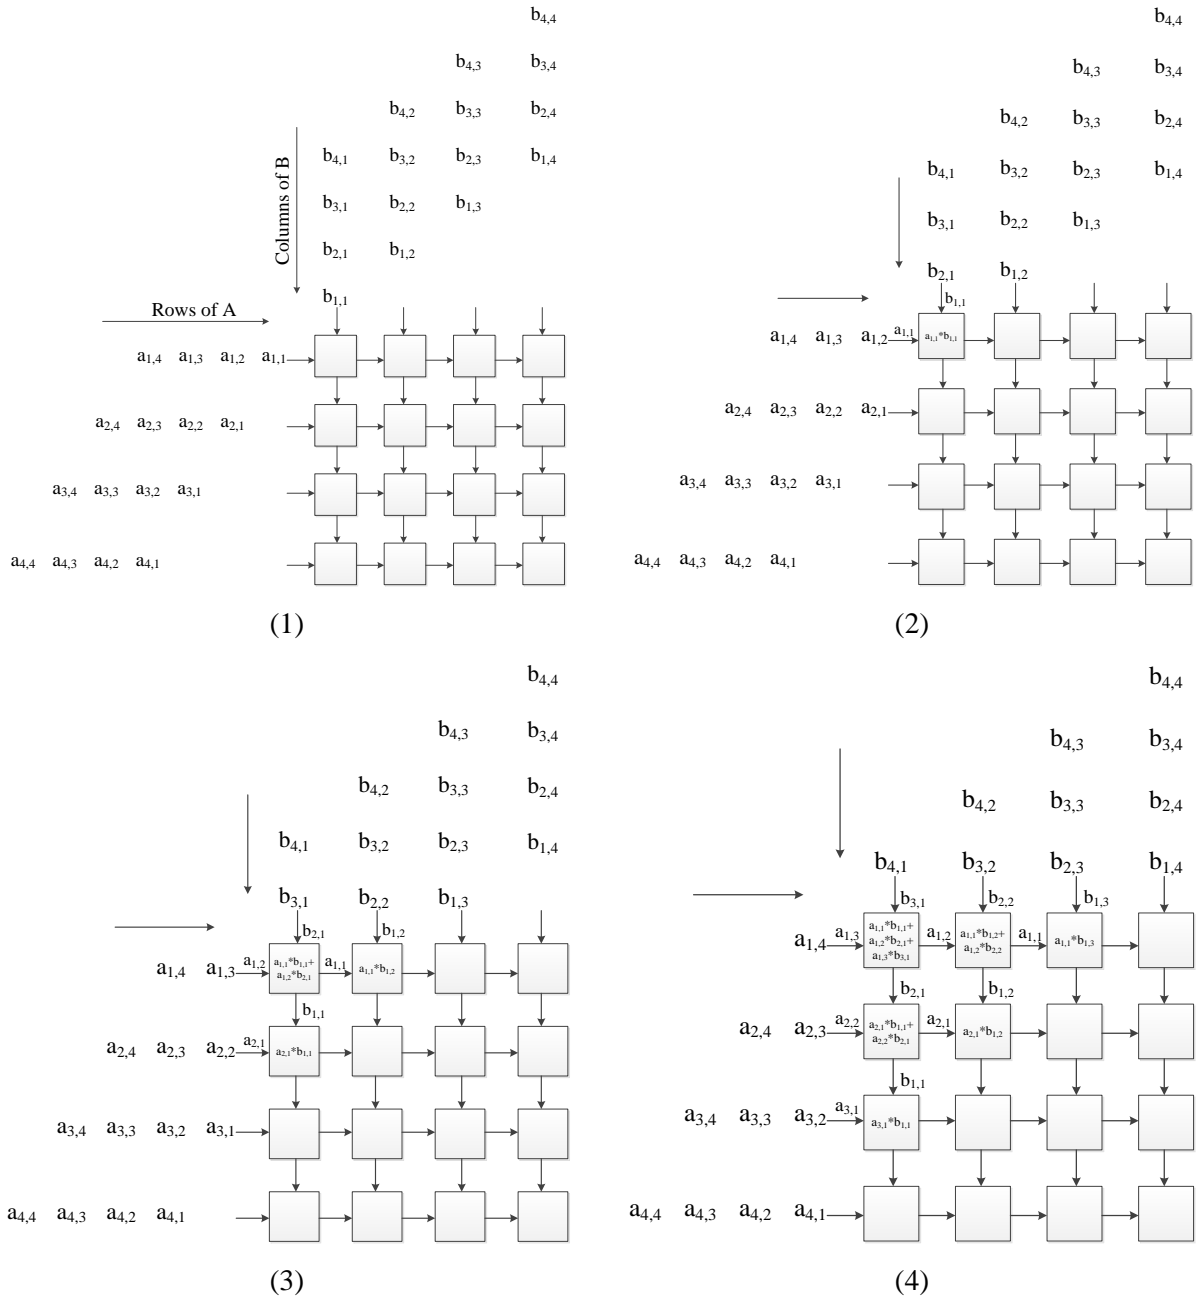 b4,4
b4,3 b3,4
b4,2 b3,3 b2,4
b4,1 b3,2 b2,3 b1,4
b3,1 b2,2 b1,3
b2,1 b1,2
b1,1
Columns of B
Rows of A
a1,4 a1,3 a1,2 a1,1
a2,4 a2,3 a2,2 a2,1
a3,4 a3,3 a3,2 a3,1
a4,4 a4,3 a4,2 a4,1
(1)
b4,4
b4,3 b3,4
b4,2 b3,3 b2,4
b4,1 b3,2 b2,3 b1,4
b3,1 b2,2 b1,3
b2,1 b1,2
b1,1
a1,4 a1,3 a1,2 a1,1 a1,1*b1,1
a2,4 a2,3 a2,2 a2,1
a3,4 a3,3 a3,2 a3,1
a4,4 a4,3 a4,2 a4,1
(2)
b4,4
b4,3 b3,4
b4,2 b3,3 b2,4
b4,1 b3,2 b2,3 b1,4
b3,1 b2,2 b1,3
b2,1 b1,2
a1,4 a1,3 a1,2 a1,1*b1,1+ a1,1 a1,1*b1,2
a1,2*b2,1
b1,1
a2,4 a2,3 a2,2 a2,1 a2,1*b1,1
a3,4 a3,3 a3,2 a3,1
a4,4 a4,3 a4,2 a4,1
(3)
b4,4
b4,3 b3,4
b4,2 b3,3 b2,4
b4,1 b3,2 b2,3 b1,4
b3,1 b2,2 b1,3
a1,1*b1,1+
a1,4 a1,3 a1,2*b2,1+ a1,2 a1,1*b1,2+ a1,1 a1,1*b1,3
a1,3*b3,1 a1,2*b2,2
b2,1 b1,2
a2,4 a2,3 a2,2 a2,1*b1,1+ a2,1 a2,1*b1,2
a2,2*b2,1
b1,1
a3,4 a3,3 a3,2 a3,1 a3,1*b1,1
a4,4 a4,3 a4,2 a4,1
(4)